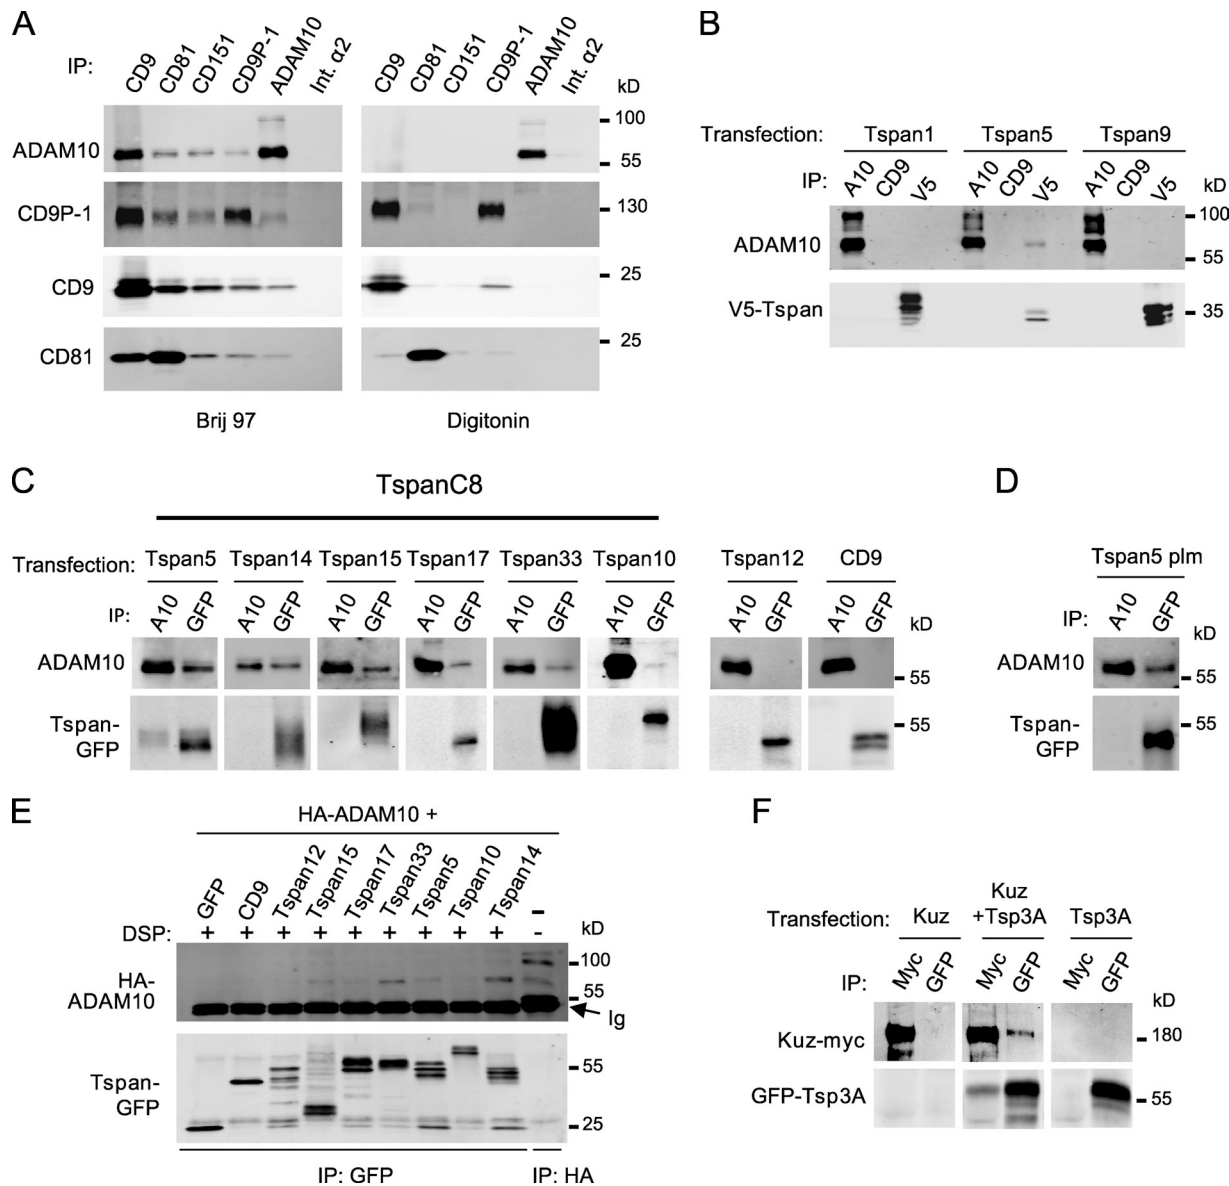 A
IP:
CD9 CD81 CD151 CD9P-1 ADAM10 Int. α2 CD9 CD81 CD151 CD9P-1 ADAM10 Int. α2
kD
ADAM10
100
55
CD9P-1
130
CD9
25
CD81
25
Brij 97 Digitonin
B
Transfection: Tspan1 Tspan5 Tspan9
IP: A10 CD9 V5 A10 CD9 V5 A10 CD9 V5
kD
ADAM10
100
55
V5-Tspan
35
C
TspanC8
Transfection: Tspan5 Tspan14 Tspan15 Tspan17 Tspan33 Tspan10 Tspan12 CD9
IP: A10 GFP A10 GFP A10 GFP A10 GFP A10 GFP A10 GFP A10 GFP A10 GFP
kD
ADAM10
55
Tspan-
GFP
55
D
Tspan5 plm
IP: A10 GFP
kD
ADAM10
55
Tspan-
GFP
55
E
HA-ADAM10 +
GFP CD9 Tspan12 Tspan15 Tspan17 Tspan33 Tspan5 Tspan10 Tspan14 -
DSP: + + + + + + + + + -
kD
HA-
ADAM10
100
55
Ig
Tspan-
GFP
55
25
IP: GFP IP: HA
F
Transfection: Kuz Kuz +Tsp3A Tsp3A
IP: Myc GFP Myc GFP Myc GFP
kD
Kuz-myc
180
GFP-Tsp3A
55